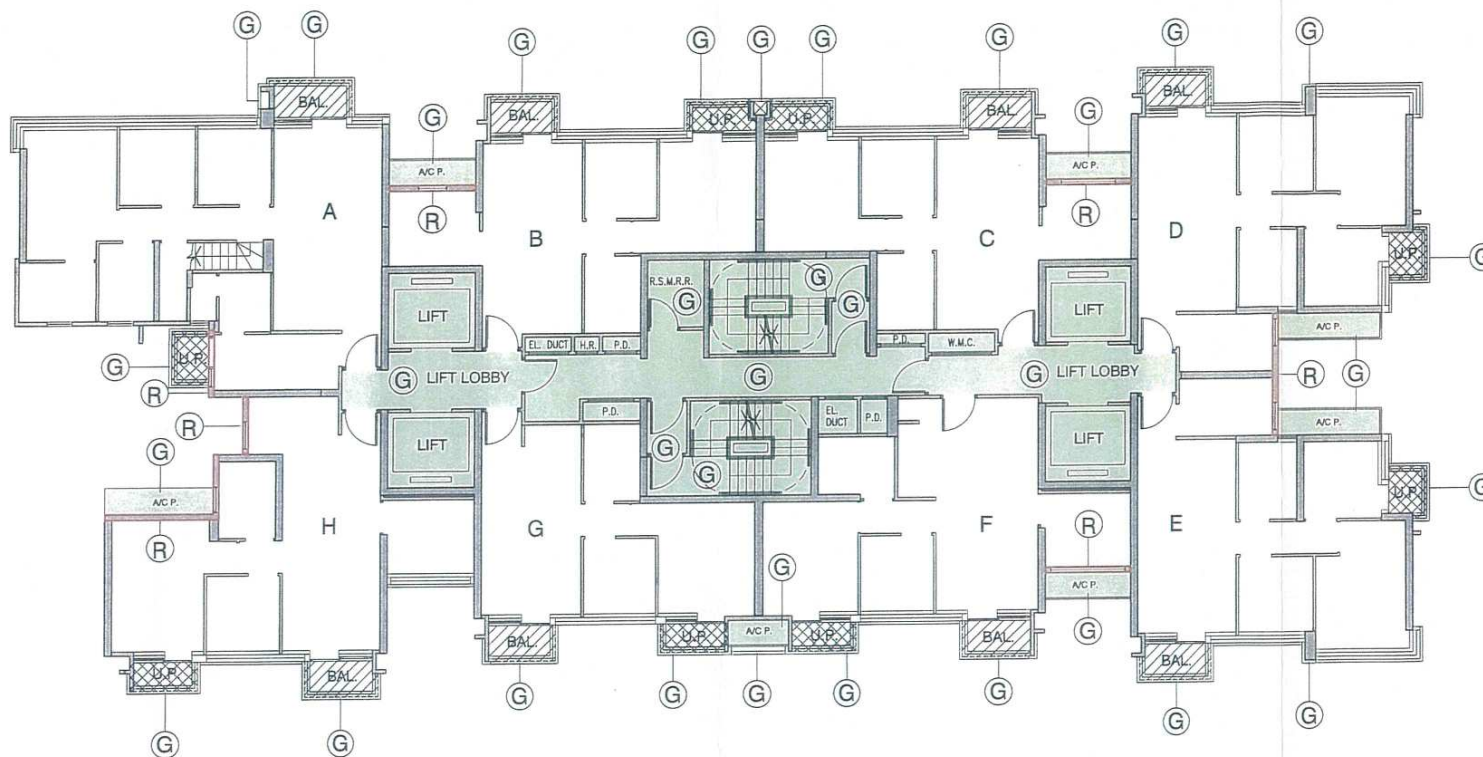 G G
G G G G G G G
BAL. BAL. U.P. U.P. BAL. BAL.
G G
A/C P. A/C P.
R R
A B C D
U.P. G
R.S.M.R.R. G G G
LIFT LIFT
EL. DUCT H.R. P.D. P.D. W.M.C.
A/C P.
G U.P. G LIFT LOBBY G G LIFT LOBBY
R R G
R P.D. EL. DUCT P.D. A/C P.
G LIFT G G LIFT
A/C P. U.P. G
R H G F E
R
G
A/C P.
U.P. BAL. BAL. U.P. A/C P. U.P. BAL. G BAL.
G G G G G G G G G